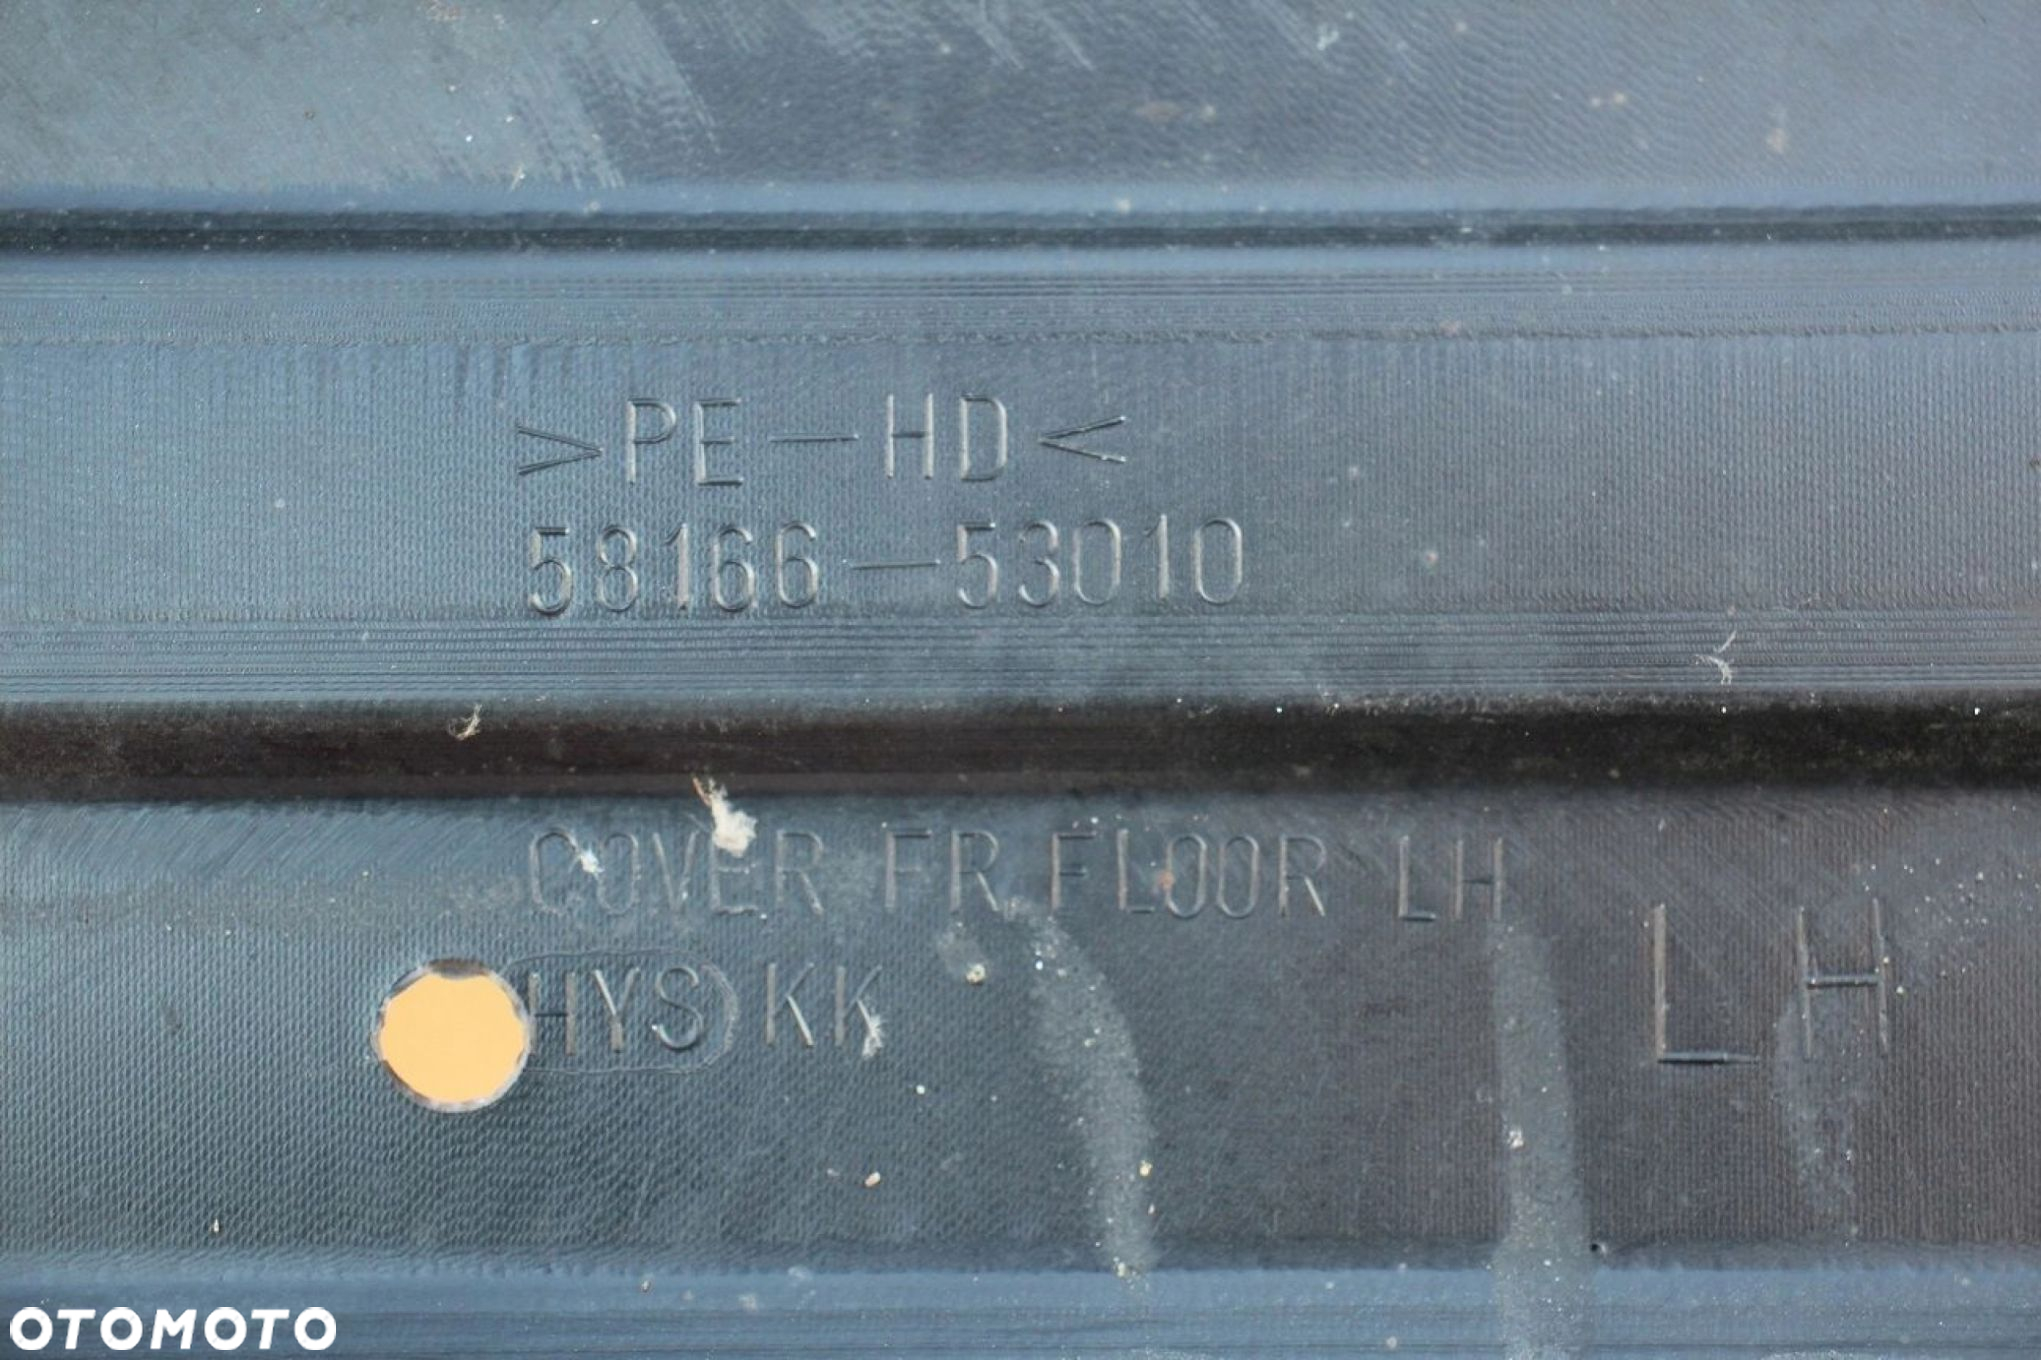 >PE-HD<
58166-53010
COVER FR FLOOR LH
HYS KK
LH
OTOMOTO